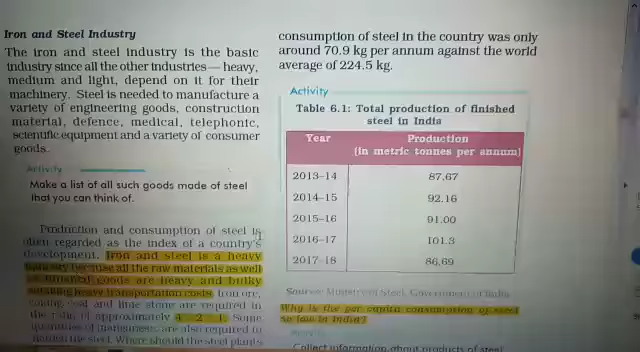 Iron and Steel Industry
The iron and steel industry is the basic
industry since all the other industries — heavy,
medium and light, depend on it for their
machinery. Steel is needed to manufacture a
variety of engineering goods, construction
material, defence, medical, telephonic,
scientific equipment and a variety of consumer
goods.
Activity
Make a list of all such goods made of steel
that you can think of.
Production and consumption of steel is
often regarded as the index of a country's
development. Iron and steel is a heavy
industry because all the raw materials as well
as finished goods are heavy and bulky
entailing heavy transportation costs. Iron ore,
coking coal and lime stone are required in
the ratio of approximately 4 : 2 : 1. Some
quantities of manganese, are also required to
harden the steel. Where should the steel plants
consumption of steel in the country was only
around 70.9 kg per annum against the world
average of 224.5 kg.
Activity
Table 6.1: Total production of finished
steel in India
Year Production
(in metric tonnes per annum)
2013–14 87.67
2014–15 92.16
2015–16 91.00
2016–17 101.3
2017–18 86.69
Source: Ministry of Steel, Government of India
Why is the per capita consumption of steel
so low in India?
Collect information about products of steel